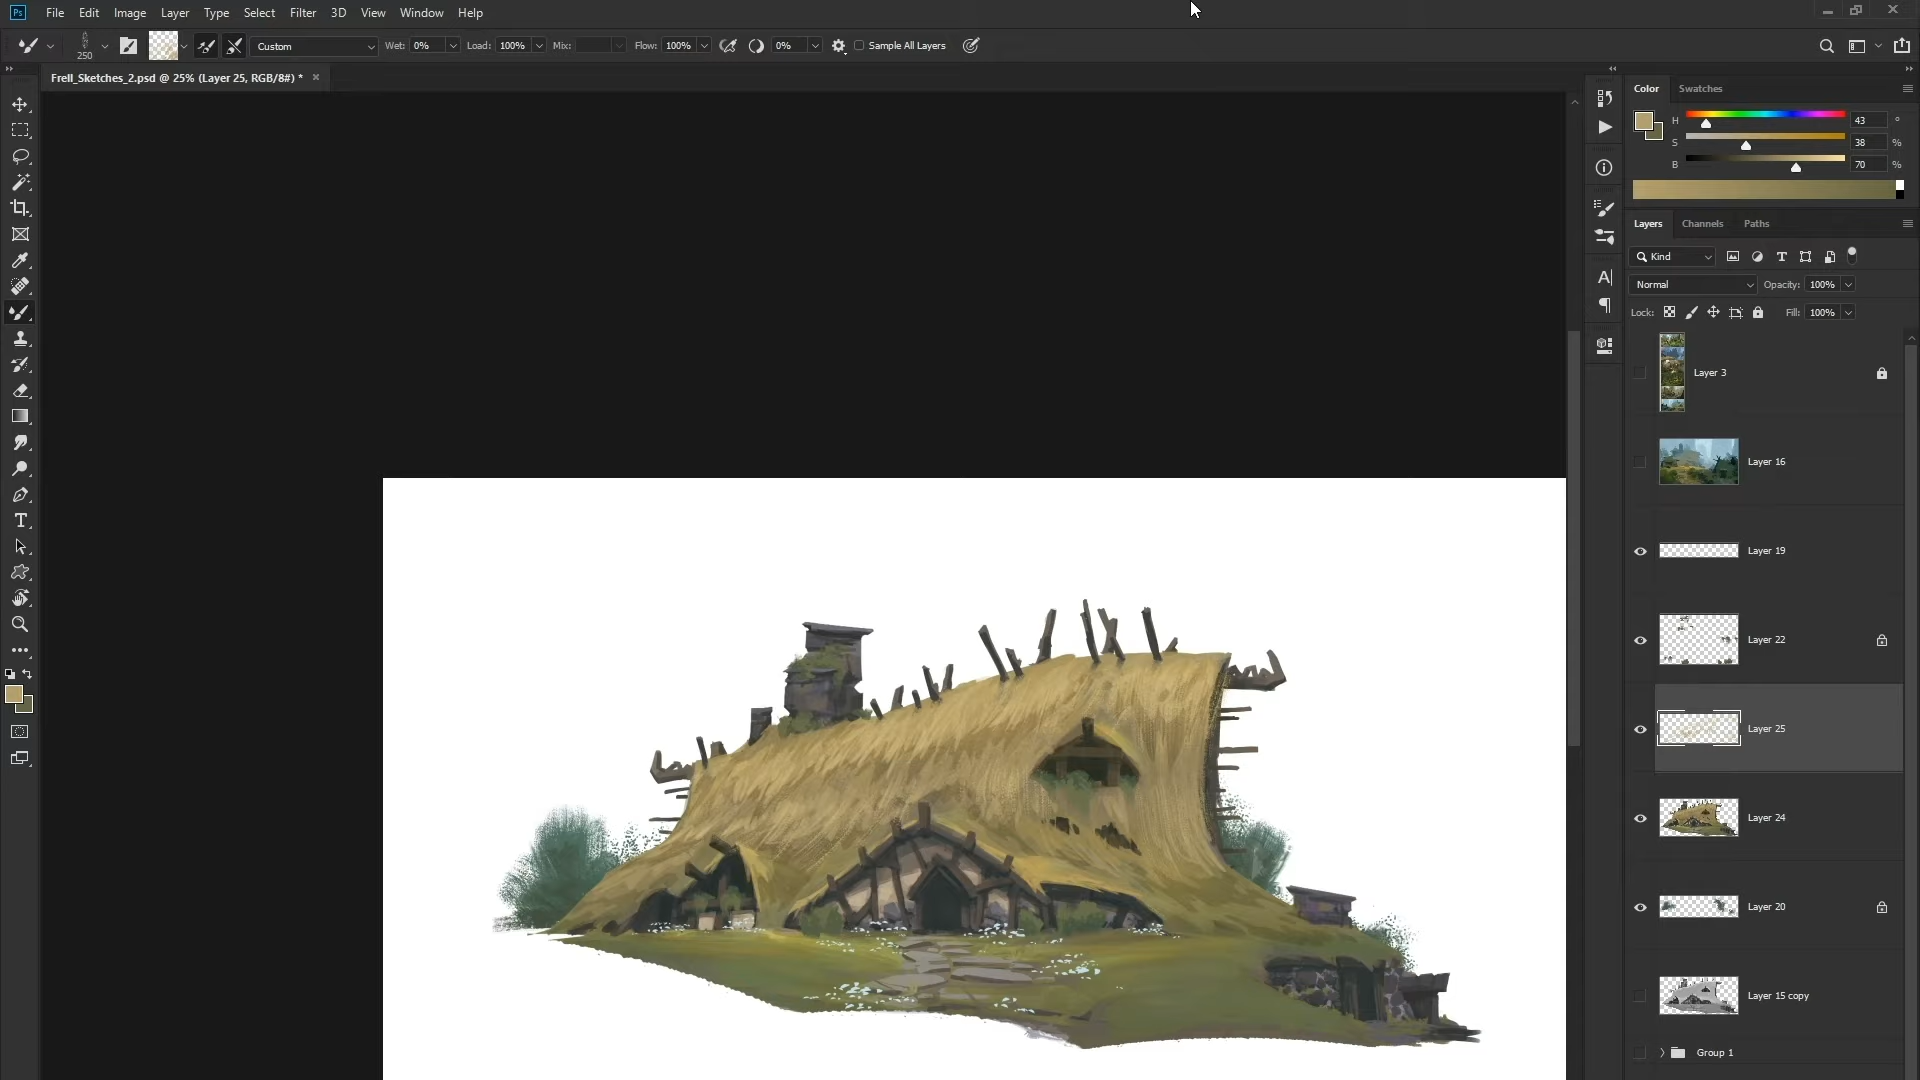 Ps File Edit Image Layer Type Select Filter 3D View Window Help
250 Custom Wet: 0% Load: 100% Mix: Flow: 100% 0% Sample All Layers
Frell_Sketches_2.psd @ 25% (Layer 25, RGB/8#) * ×
Color Swatches
H 43 °
S 38 %
B 70 %
Layers Channels Paths
Kind
Normal Opacity: 100%
Lock: Fill: 100%
Layer 3
Layer 16
Layer 19
Layer 22
Layer 25
Layer 24
Layer 20
Layer 15 copy
Group 1